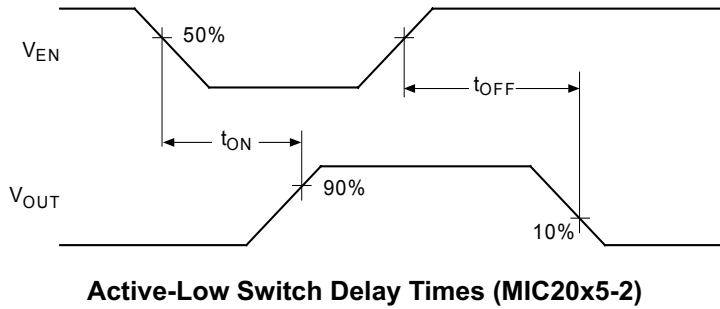 V_EN
50%
t_OFF
t_ON
V_OUT
90%
10%
Active-Low Switch Delay Times (MIC20x5-2)